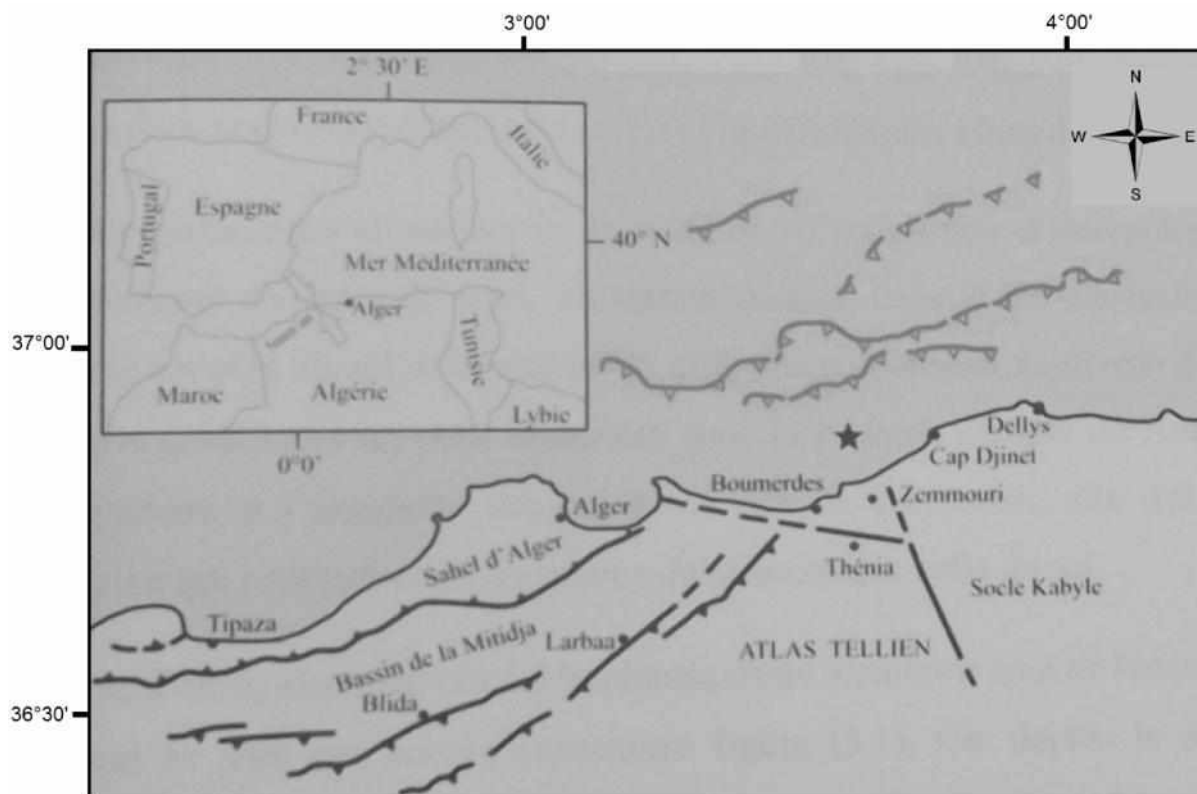 3°00'
4°00'
2° 30' E
N
W
E
S
France
Italie
Portugal
Espagne
40° N
Mer Méditerranée
Alger
Tunisie
Maroc
Algérie
Lybie
0°0'
37°00'
Dellys
Cap Djinet
Boumerdes
Zemmouri
Alger
Sahel d'Alger
Thénia
Socle Kabyle
Tipaza
Larbaa
ATLAS TELLIEN
Bassin de la Mitidja
Blida
36°30'